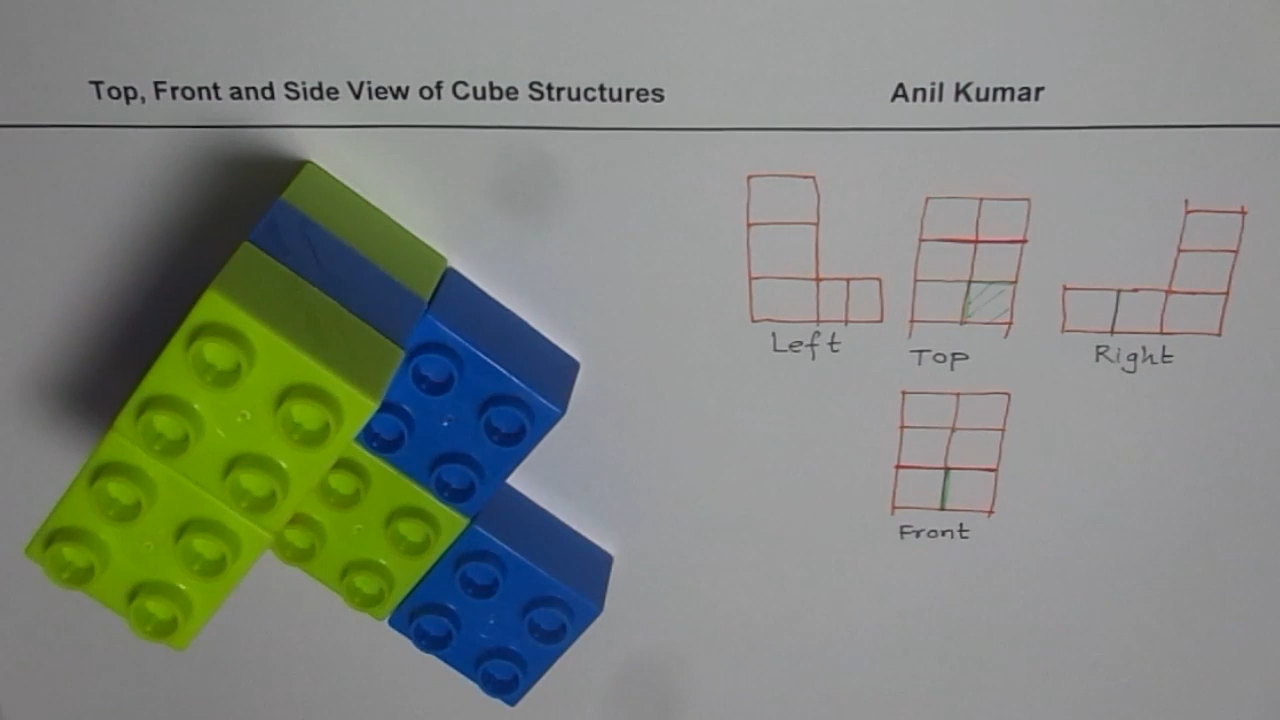 Top, Front and Side View of Cube Structures
Anil Kumar
Left
Top
Right
Front